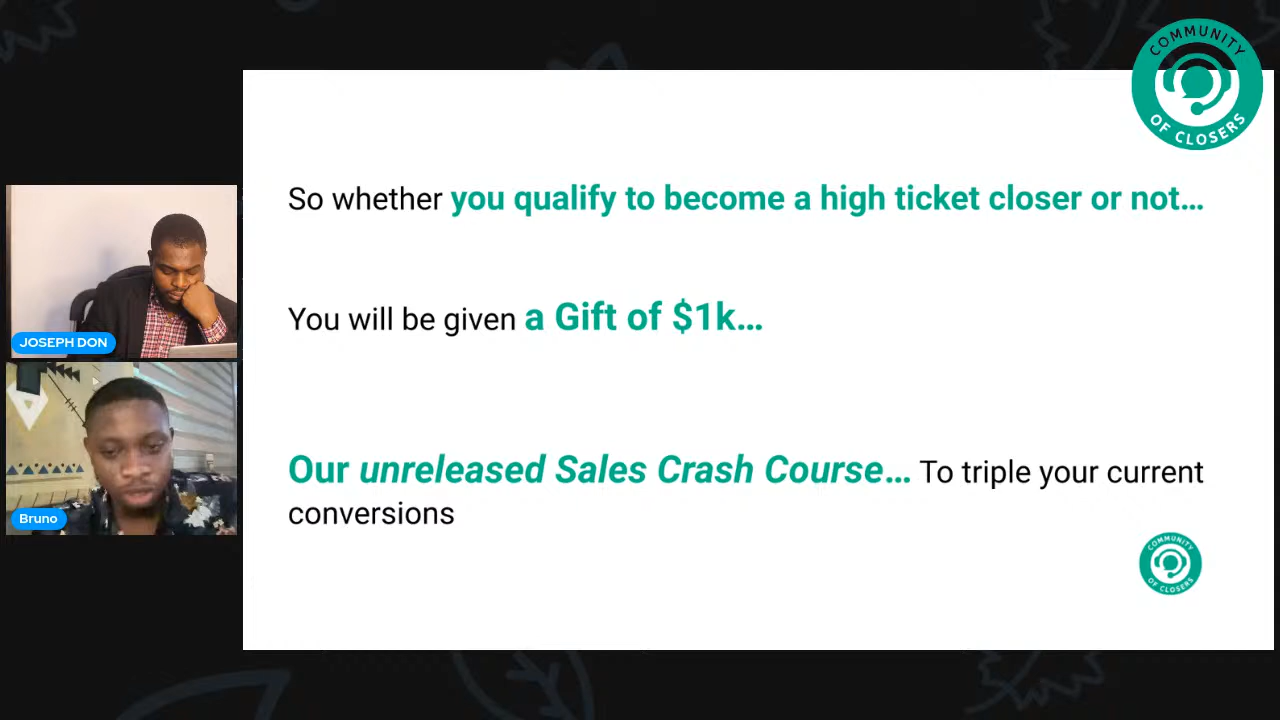 COMMUNITY
OF CLOSERS
So whether you qualify to become a high ticket closer or not...
You will be given a Gift of $1k...
JOSEPH DON
Our unreleased Sales Crash Course... To triple your current
conversions
Bruno
COMMUNITY
OF CLOSERS